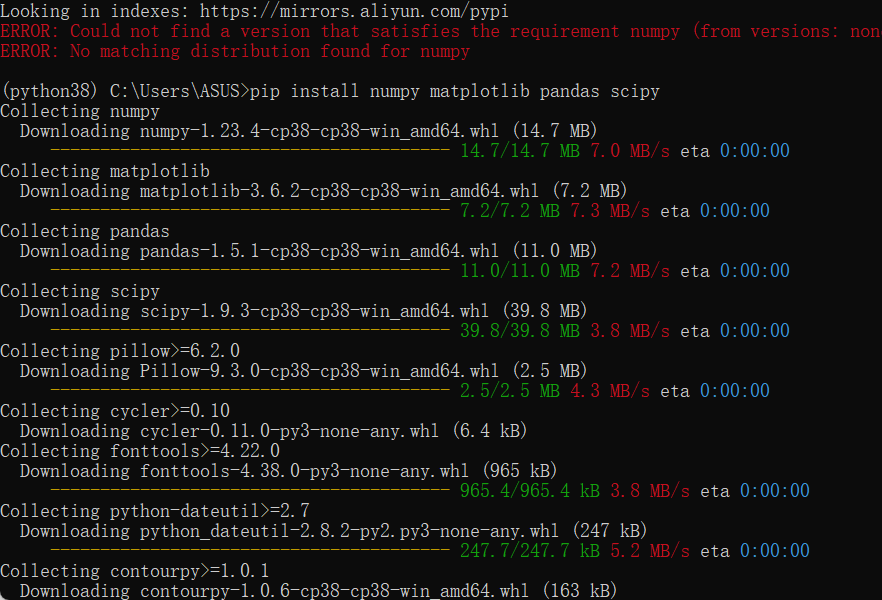 Looking in indexes: https://mirrors.aliyun.com/pypi
ERROR: Could not find a version that satisfies the requirement numpy (from versions: non
ERROR: No matching distribution found for numpy
(python38) C:\Users\ASUS>pip install numpy matplotlib pandas scipy
Collecting numpy
  Downloading numpy-1.23.4-cp38-cp38-win_amd64.whl (14.7 MB)
     ---------------------------------------- 14.7/14.7 MB 7.0 MB/s eta 0:00:00
Collecting matplotlib
  Downloading matplotlib-3.6.2-cp38-cp38-win_amd64.whl (7.2 MB)
     ---------------------------------------- 7.2/7.2 MB 7.3 MB/s eta 0:00:00
Collecting pandas
  Downloading pandas-1.5.1-cp38-cp38-win_amd64.whl (11.0 MB)
     ---------------------------------------- 11.0/11.0 MB 7.2 MB/s eta 0:00:00
Collecting scipy
  Downloading scipy-1.9.3-cp38-cp38-win_amd64.whl (39.8 MB)
     ---------------------------------------- 39.8/39.8 MB 3.8 MB/s eta 0:00:00
Collecting pillow>=6.2.0
  Downloading Pillow-9.3.0-cp38-cp38-win_amd64.whl (2.5 MB)
     ---------------------------------------- 2.5/2.5 MB 4.3 MB/s eta 0:00:00
Collecting cycler>=0.10
  Downloading cycler-0.11.0-py3-none-any.whl (6.4 kB)
Collecting fonttools>=4.22.0
  Downloading fonttools-4.38.0-py3-none-any.whl (965 kB)
     ---------------------------------------- 965.4/965.4 kB 3.8 MB/s eta 0:00:00
Collecting python-dateutil>=2.7
  Downloading python_dateutil-2.8.2-py2.py3-none-any.whl (247 kB)
     ---------------------------------------- 247.7/247.7 kB 5.2 MB/s eta 0:00:00
Collecting contourpy>=1.0.1
  Downloading contourpy-1.0.6-cp38-cp38-win_amd64.whl (163 kB)